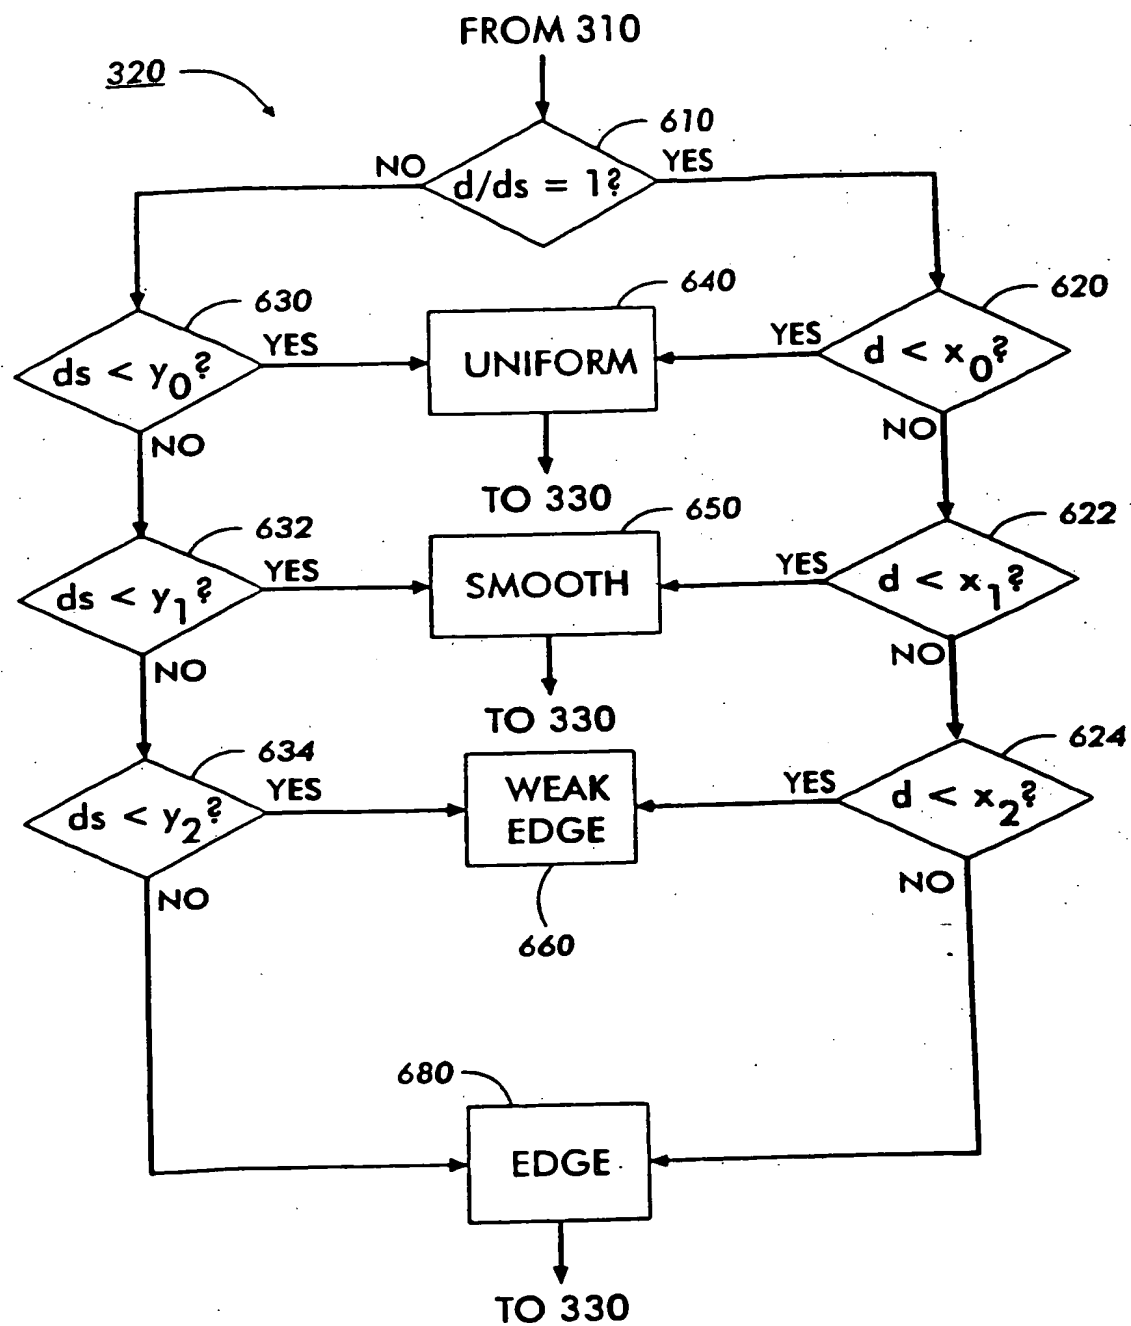 FROM 310
320
610
NO
YES
d/ds = 1?
630
640
620
ds < y0?
YES
UNIFORM
YES
d < x0?
NO
NO
TO 330
632
650
622
ds < y1?
YES
SMOOTH
YES
d < x1?
NO
NO
TO 330
634
624
ds < y2?
YES
WEAK
EDGE
YES
d < x2?
NO
NO
660
680
EDGE
TO 330